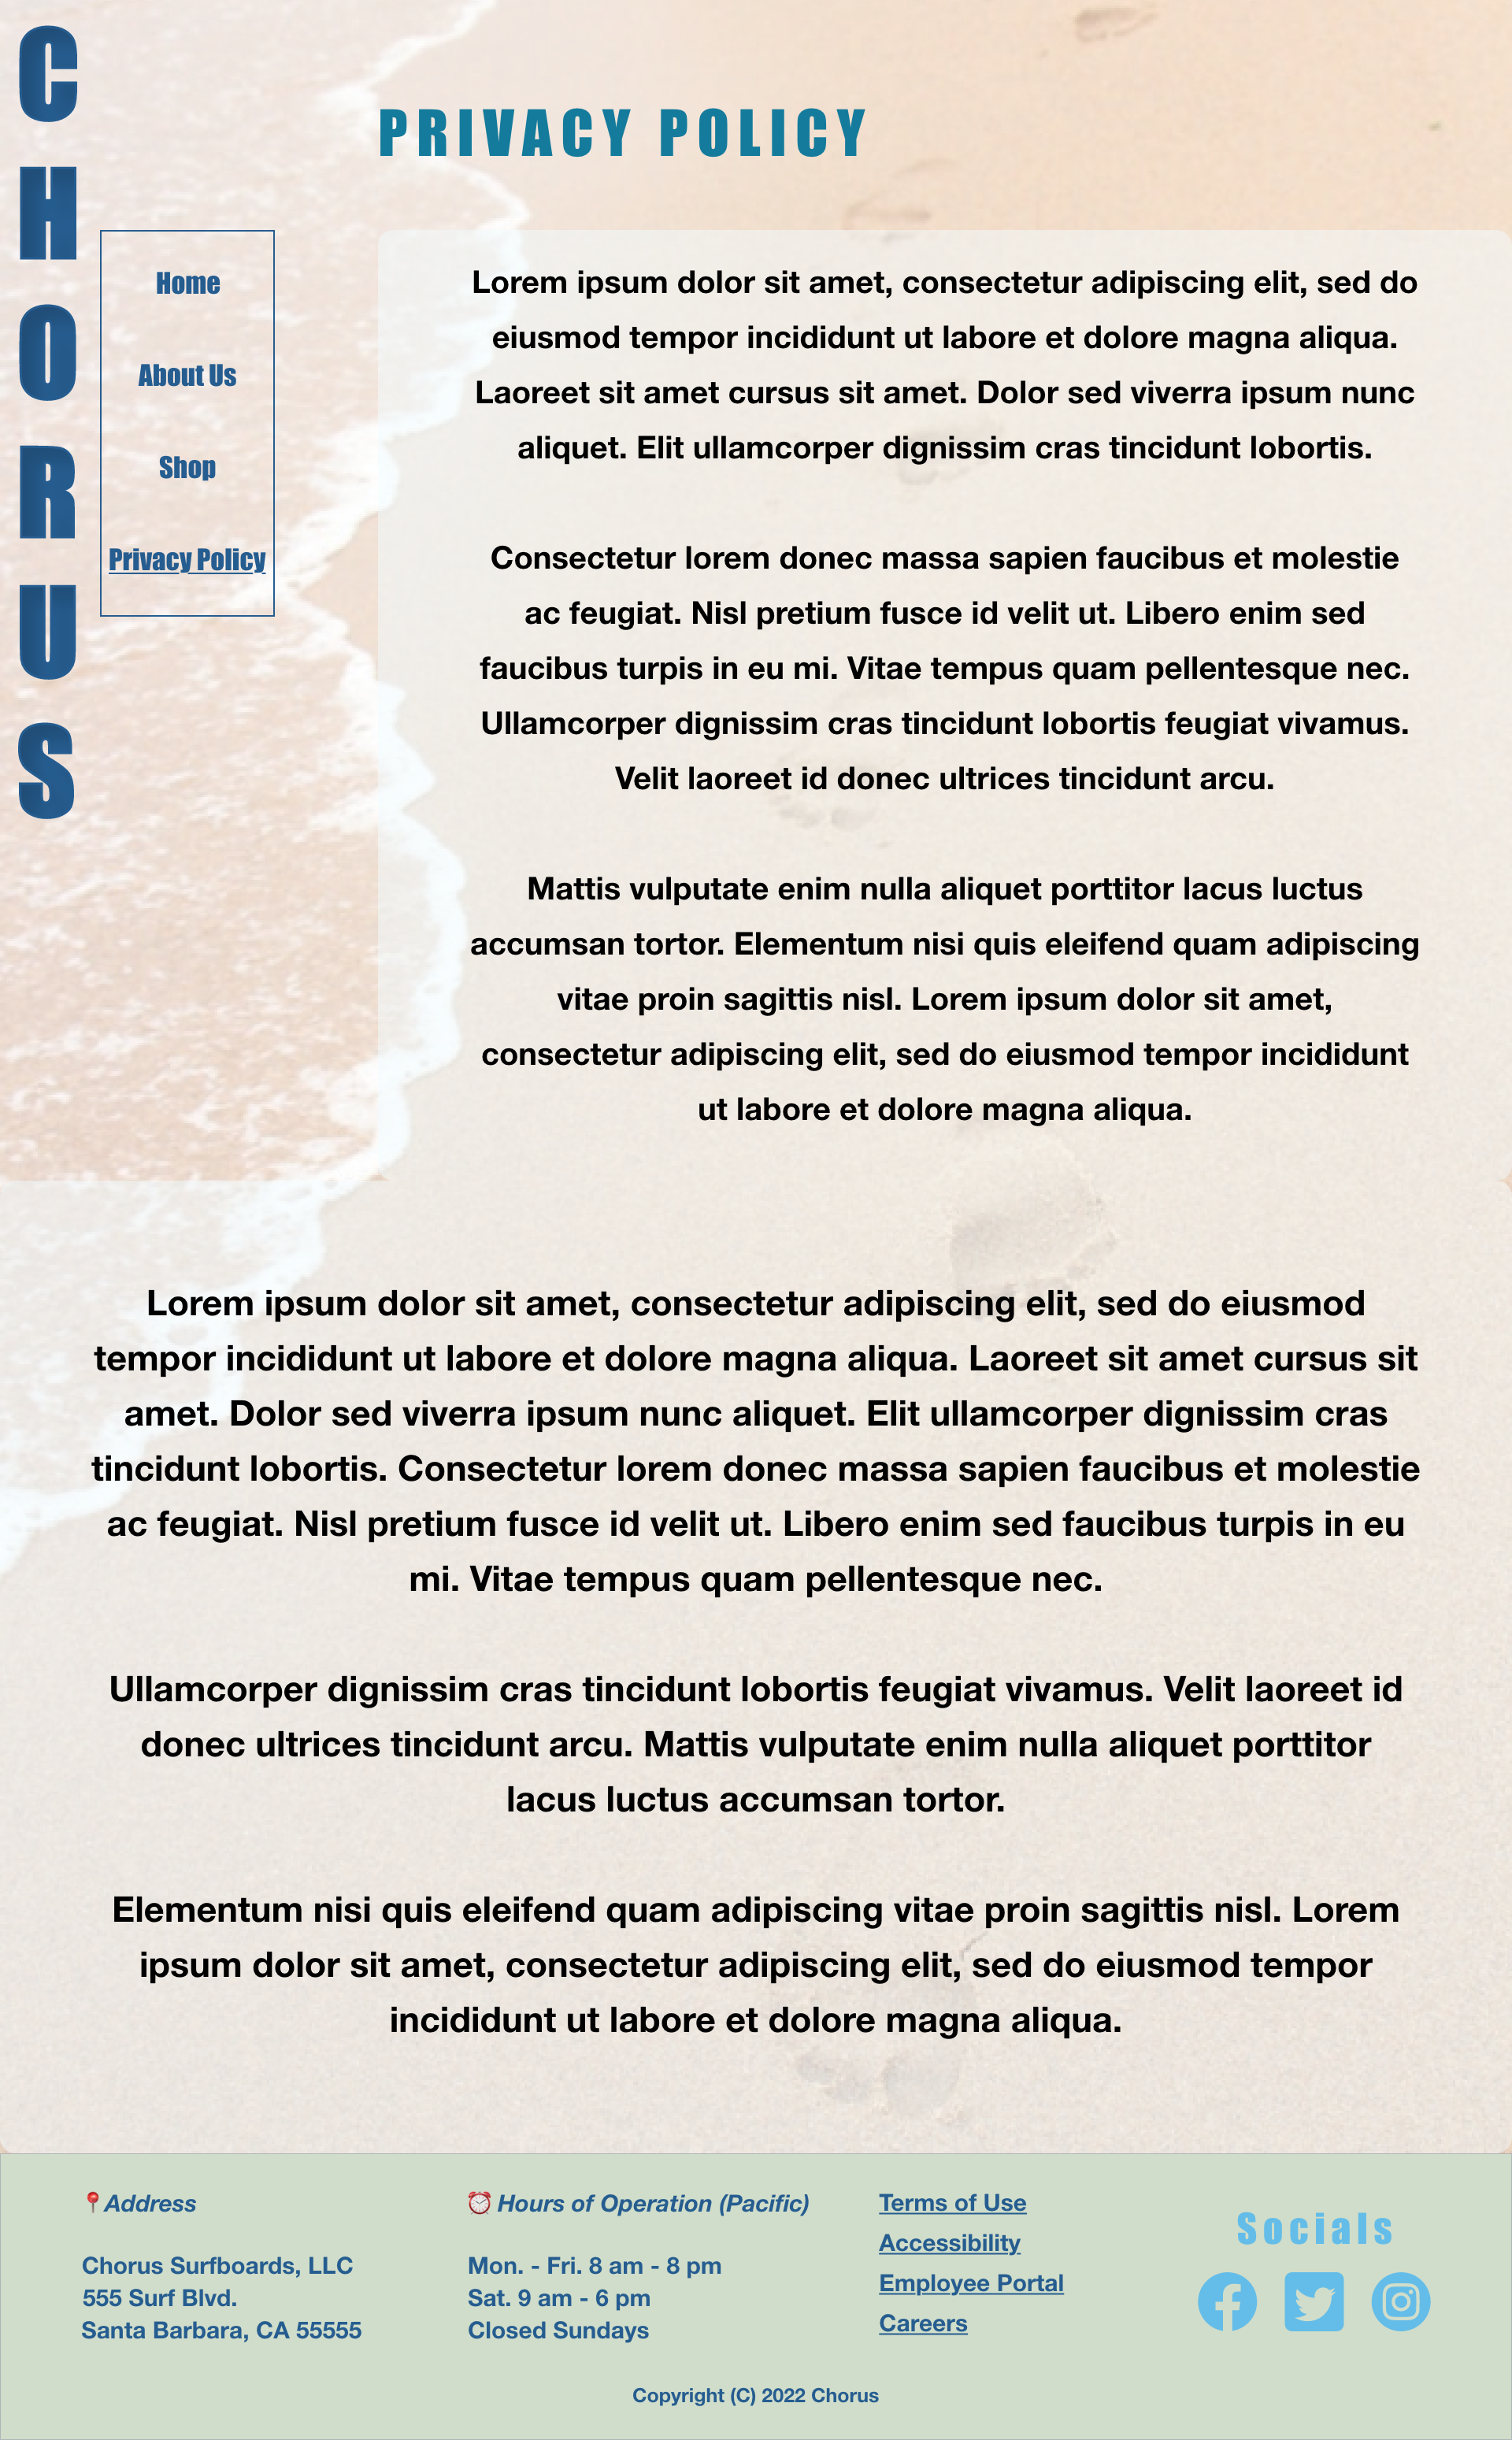 CHORUS
PRIVACY POLICY
Home
About Us
Shop
Privacy Policy
Lorem ipsum dolor sit amet, consectetur adipiscing elit, sed do
eiusmod tempor incididunt ut labore et dolore magna aliqua.
Laoreet sit amet cursus sit amet. Dolor sed viverra ipsum nunc
aliquet. Elit ullamcorper dignissim cras tincidunt lobortis.
Consectetur lorem donec massa sapien faucibus et molestie
ac feugiat. Nisl pretium fusce id velit ut. Libero enim sed
faucibus turpis in eu mi. Vitae tempus quam pellentesque nec.
Ullamcorper dignissim cras tincidunt lobortis feugiat vivamus.
Velit laoreet id donec ultrices tincidunt arcu.
Mattis vulputate enim nulla aliquet porttitor lacus luctus
accumsan tortor. Elementum nisi quis eleifend quam adipiscing
vitae proin sagittis nisl. Lorem ipsum dolor sit amet,
consectetur adipiscing elit, sed do eiusmod tempor incididunt
ut labore et dolore magna aliqua.
Lorem ipsum dolor sit amet, consectetur adipiscing elit, sed do eiusmod
tempor incididunt ut labore et dolore magna aliqua. Laoreet sit amet cursus sit
amet. Dolor sed viverra ipsum nunc aliquet. Elit ullamcorper dignissim cras
tincidunt lobortis. Consectetur lorem donec massa sapien faucibus et molestie
ac feugiat. Nisl pretium fusce id velit ut. Libero enim sed faucibus turpis in eu
mi. Vitae tempus quam pellentesque nec.
Ullamcorper dignissim cras tincidunt lobortis feugiat vivamus. Velit laoreet id
donec ultrices tincidunt arcu. Mattis vulputate enim nulla aliquet porttitor
lacus luctus accumsan tortor.
Elementum nisi quis eleifend quam adipiscing vitae proin sagittis nisl. Lorem
ipsum dolor sit amet, consectetur adipiscing elit, sed do eiusmod tempor
incididunt ut labore et dolore magna aliqua.
📍Address
Chorus Surfboards, LLC
555 Surf Blvd.
Santa Barbara, CA 55555
⏰ Hours of Operation (Pacific)
Mon. - Fri. 8 am - 8 pm
Sat. 9 am - 6 pm
Closed Sundays
Terms of Use
Accessibility
Employee Portal
Careers
Socials
Copyright (C) 2022 Chorus